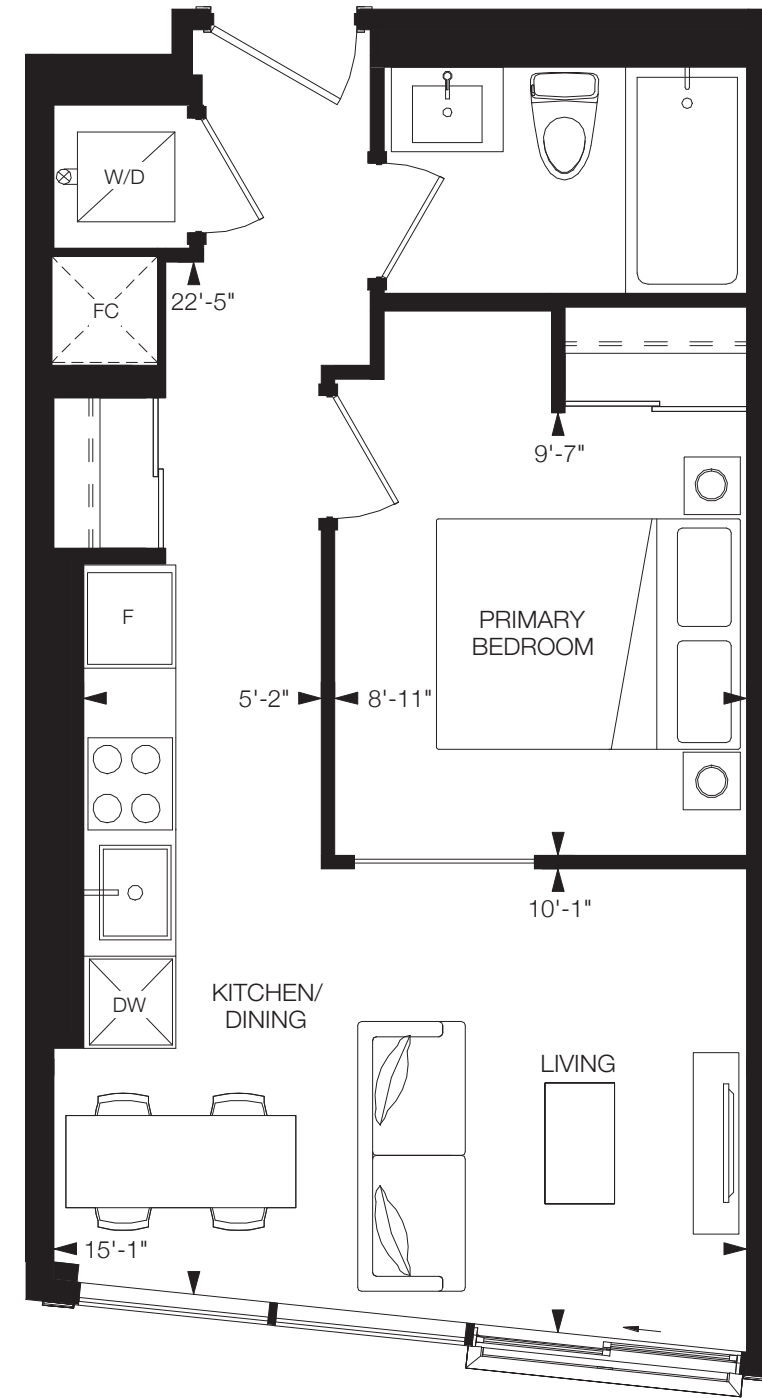 W/D
FC
22'-5"
9'-7"
F
PRIMARY
BEDROOM
5'-2"
8'-11"
10'-1"
DW
KITCHEN/
DINING
LIVING
15'-1"